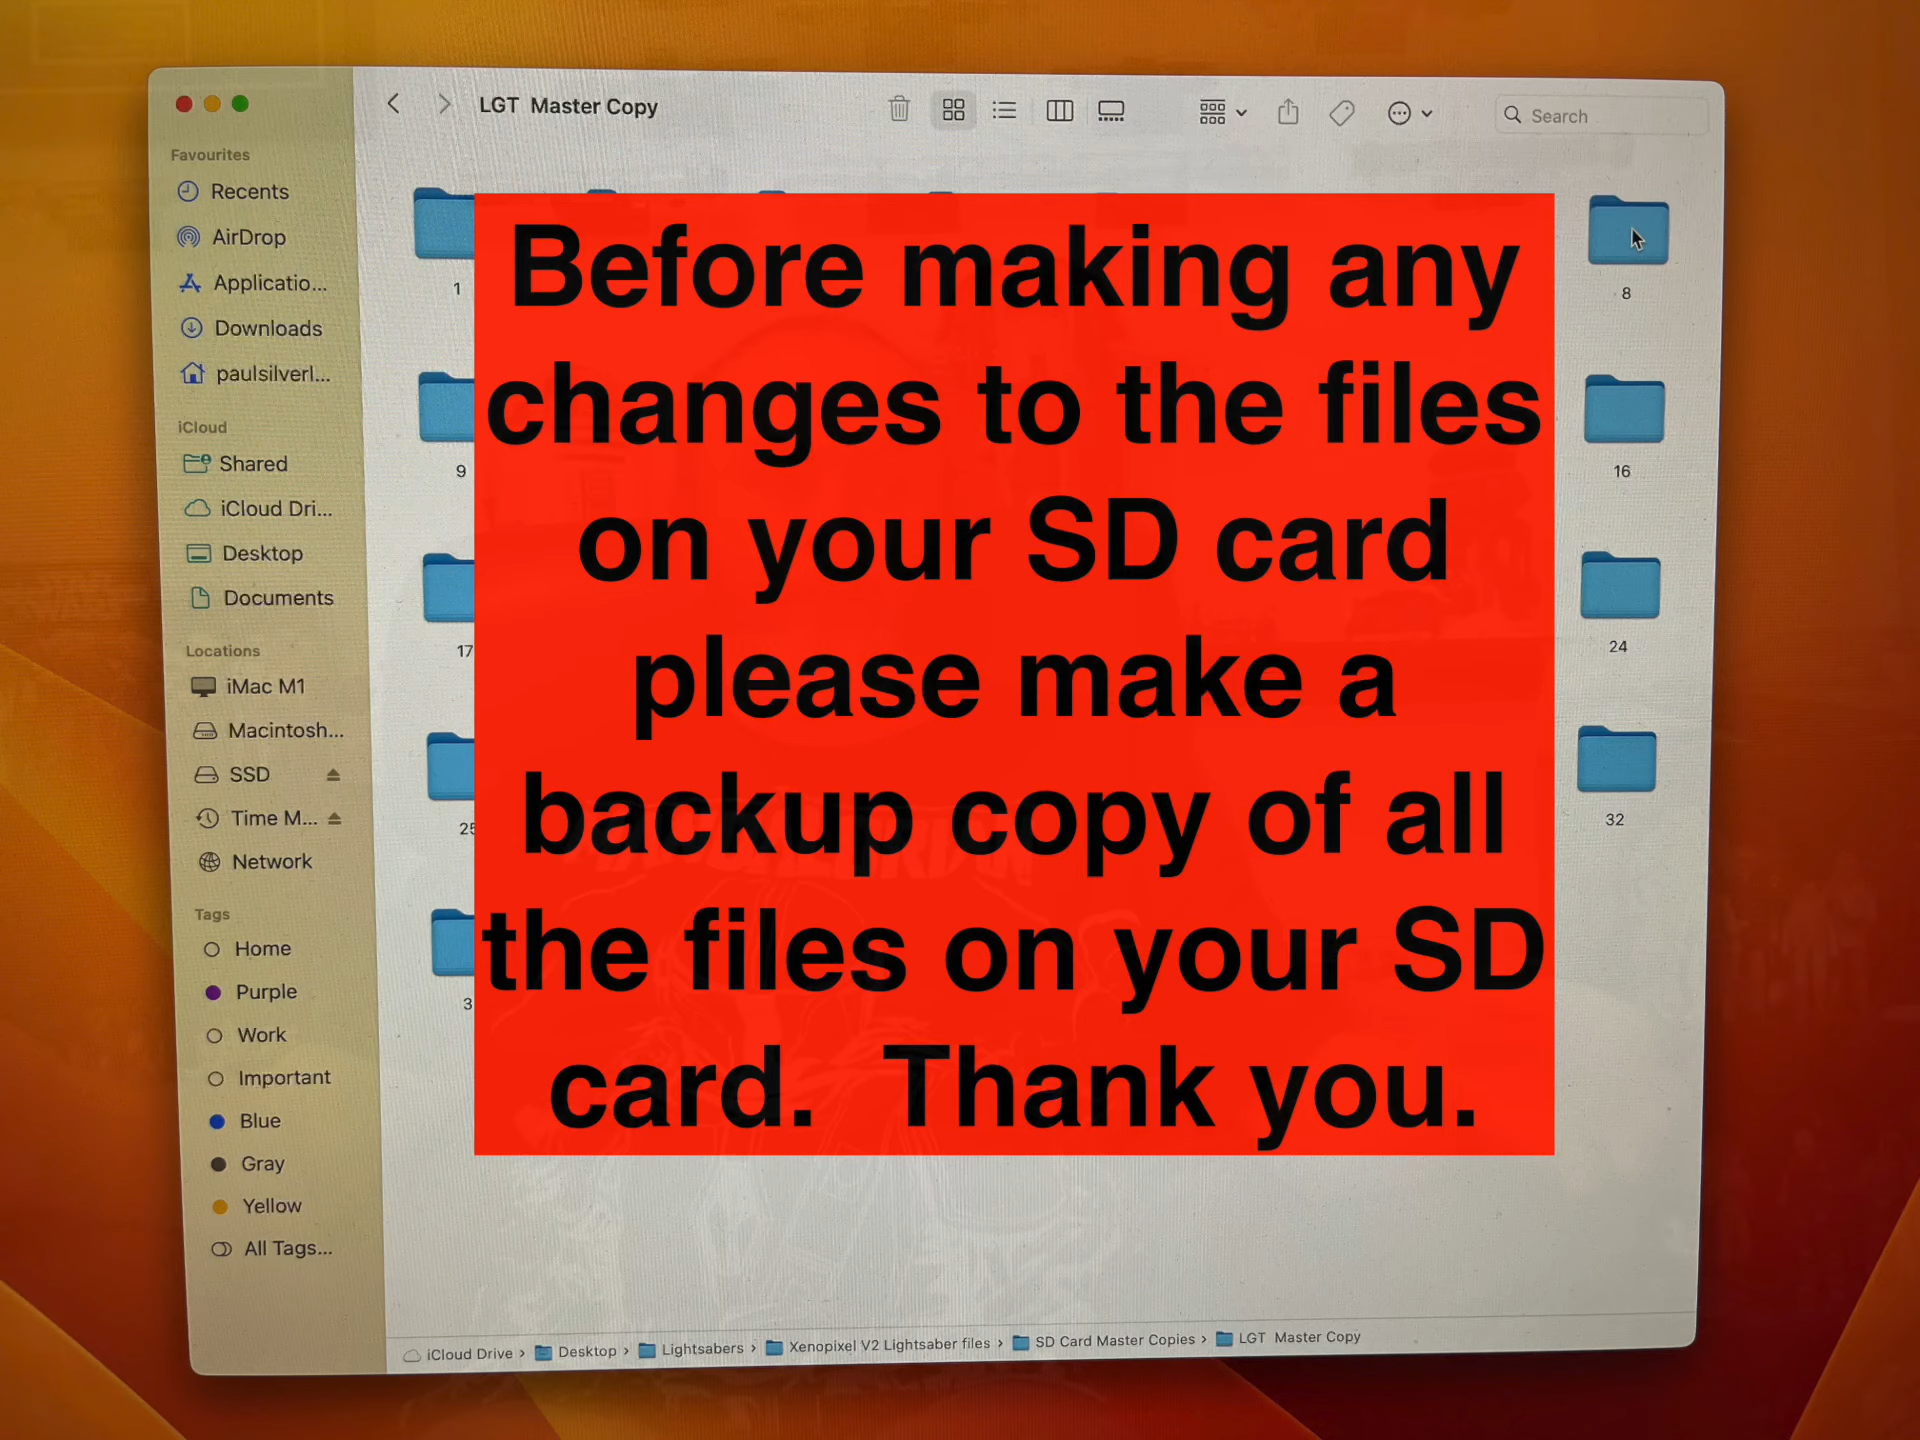 LGT Master Copy
Search
Favourites
Recents
AirDrop
Applicatio...
Downloads
paulsilverl...
iCloud
Shared
iCloud Dri...
Desktop
Documents
Locations
iMac M1
Macintosh...
SSD
Time M...
Network
Tags
Home
Purple
Work
Important
Blue
Gray
Yellow
All Tags...
1
8
9
16
17
24
25
32
3
Before making any
changes to the files
on your SD card
please make a
backup copy of all
the files on your SD
card. Thank you.
iCloud Drive › Desktop › Lightsabers › Xenopixel V2 Lightsaber files › SD Card Master Copies › LGT Master Copy